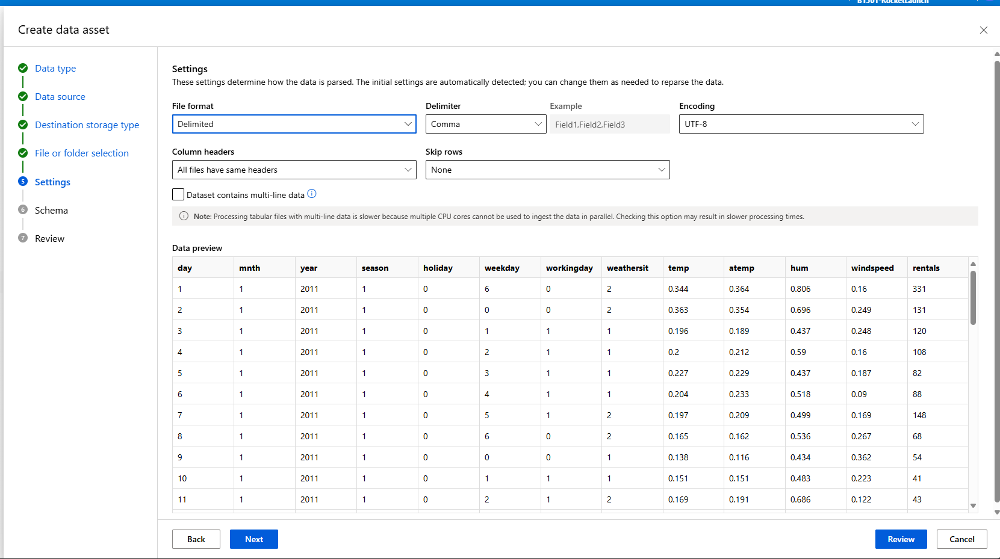 B1501-RocketLaunch
Create data asset
Data type
Data source
Destination storage type
File or folder selection
5 Settings
6 Schema
7 Review
Settings
These settings determine how the data is parsed. The initial settings are automatically detected; you can change them as needed to reparse the data.
File format Delimiter Example Encoding
Delimited Comma Field1,Field2,Field3 UTF-8
Column headers Skip rows
All files have same headers None
Dataset contains multi-line data
Note: Processing tabular files with multi-line data is slower because multiple CPU cores cannot be used to ingest the data in parallel. Checking this option may result in slower processing times.
Data preview
day mnth year season holiday weekday workingday weathersit temp atemp hum windspeed rentals
1 1 2011 1 0 6 0 2 0.344 0.364 0.806 0.16 331
2 1 2011 1 0 0 0 2 0.363 0.354 0.696 0.249 131
3 1 2011 1 0 1 1 1 0.196 0.189 0.437 0.248 120
4 1 2011 1 0 2 1 1 0.2 0.212 0.59 0.16 108
5 1 2011 1 0 3 1 1 0.227 0.229 0.437 0.187 82
6 1 2011 1 0 4 1 1 0.204 0.233 0.518 0.09 88
7 1 2011 1 0 5 1 2 0.197 0.209 0.499 0.169 148
8 1 2011 1 0 6 0 2 0.165 0.162 0.536 0.267 68
9 1 2011 1 0 0 0 1 0.138 0.116 0.434 0.362 54
10 1 2011 1 0 1 1 1 0.151 0.151 0.483 0.223 41
11 1 2011 1 0 2 1 2 0.169 0.191 0.686 0.122 43
Back Next Review Cancel